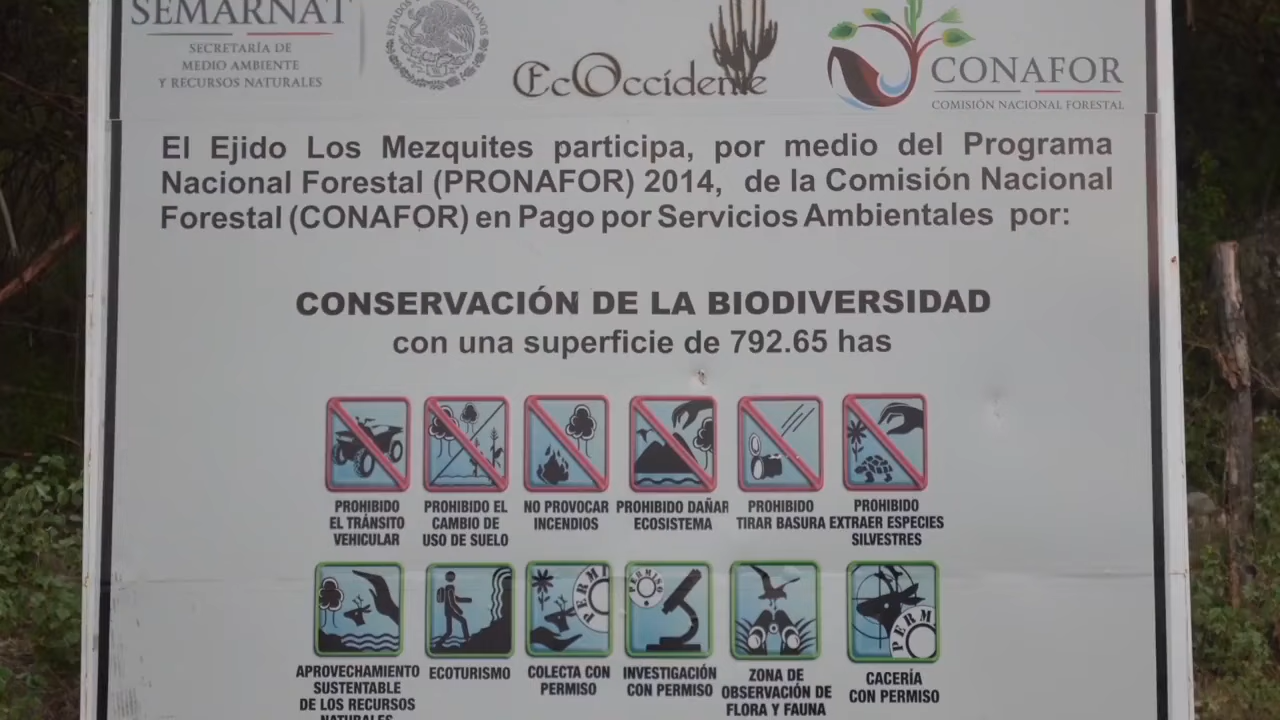 SEMARNAT
SECRETARÍA DE
MEDIO AMBIENTE
Y RECURSOS NATURALES
EcOccidente
CONAFOR
COMISIÓN NACIONAL FORESTAL
El Ejido Los Mezquites participa, por medio del Programa
Nacional Forestal (PRONAFOR) 2014, de la Comisión Nacional
Forestal (CONAFOR) en Pago por Servicios Ambientales por:
CONSERVACIÓN DE LA BIODIVERSIDAD
con una superficie de 792.65 has
PROHIBIDO
EL TRÁNSITO
VEHICULAR
PROHIBIDO EL
CAMBIO DE
USO DE SUELO
NO PROVOCAR
INCENDIOS
PROHIBIDO DAÑAR
ECOSISTEMA
PROHIBIDO
TIRAR BASURA
PROHIBIDO
EXTRAER ESPECIES
SILVESTRES
PERMI
PERMISO
PERMI
APROVECHAMIENTO
SUSTENTABLE
DE LOS RECURSOS
NATURALES
ECOTURISMO
COLECTA CON
PERMISO
INVESTIGACIÓN
CON PERMISO
ZONA DE
OBSERVACIÓN DE
FLORA Y FAUNA
CACERÍA
CON PERMISO